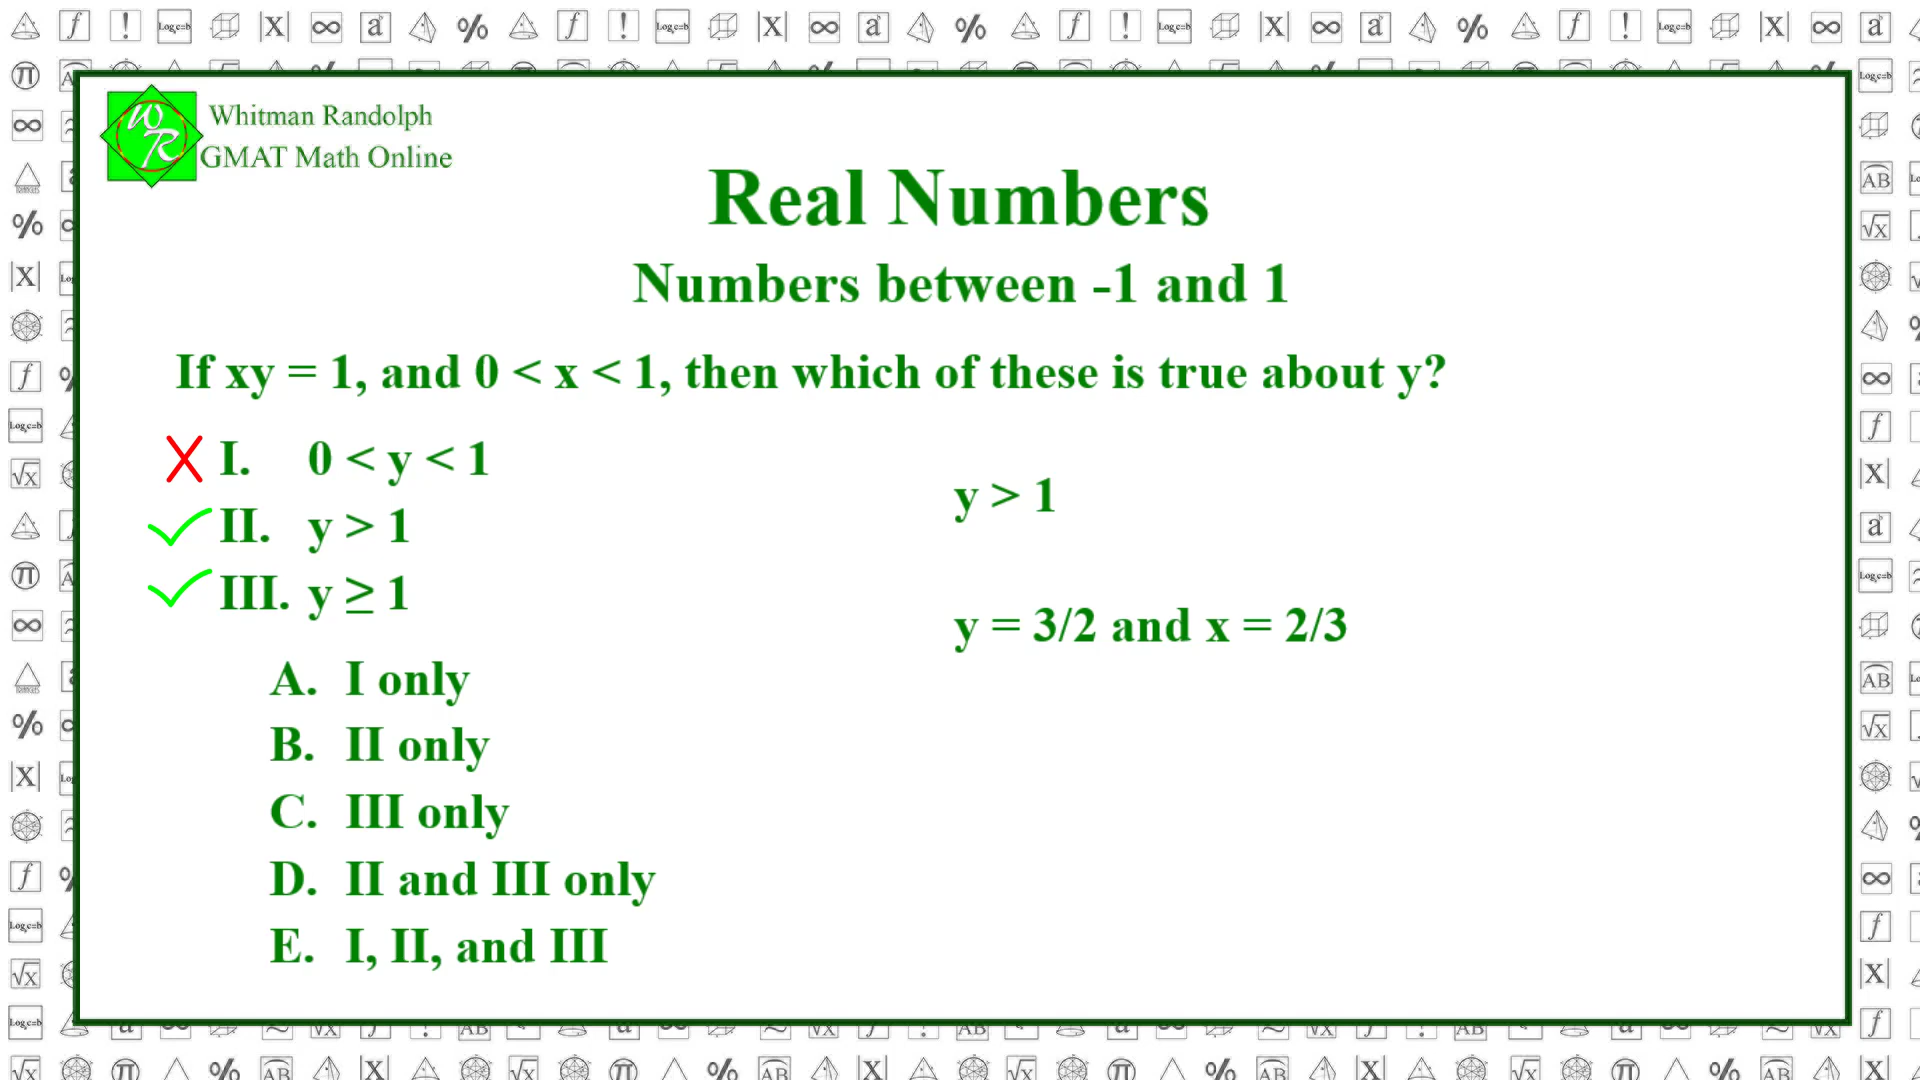 Whitman Randolph
GMAT Math Online
Real Numbers
Numbers between -1 and 1
If xy = 1, and 0 < x < 1, then which of these is true about y?
I. 0 < y < 1
II. y > 1
III. y ≥ 1
y > 1
y = 3/2 and x = 2/3
A. I only
B. II only
C. III only
D. II and III only
E. I, II, and III